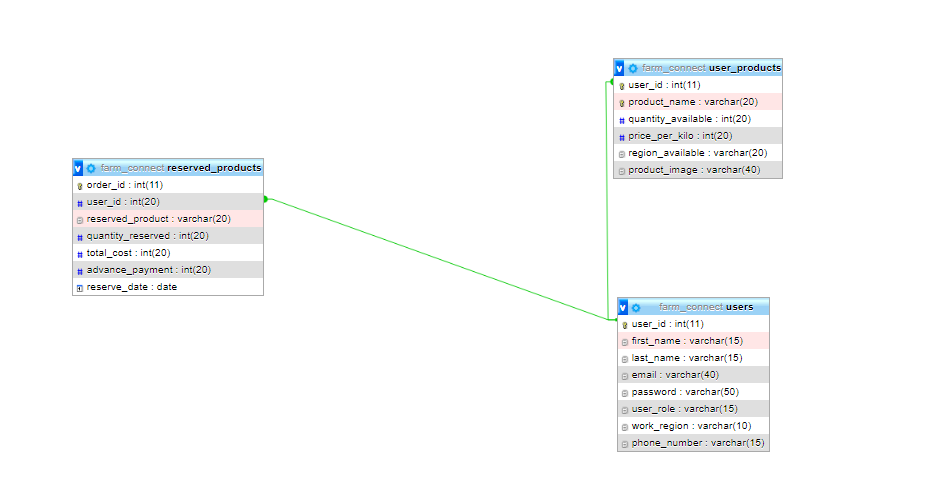 farm_connect user_products
user_id : int(11)
product_name : varchar(20)
quantity_available : int(20)
price_per_kilo : int(20)
region_available : varchar(20)
product_image : varchar(40)
farm_connect reserved_products
order_id : int(11)
user_id : int(20)
reserved_product : varchar(20)
quantity_reserved : int(20)
total_cost : int(20)
advance_payment : int(20)
reserve_date : date
farm_connect users
user_id : int(11)
first_name : varchar(15)
last_name : varchar(15)
email : varchar(40)
password : varchar(50)
user_role : varchar(15)
work_region : varchar(10)
phone_number : varchar(15)